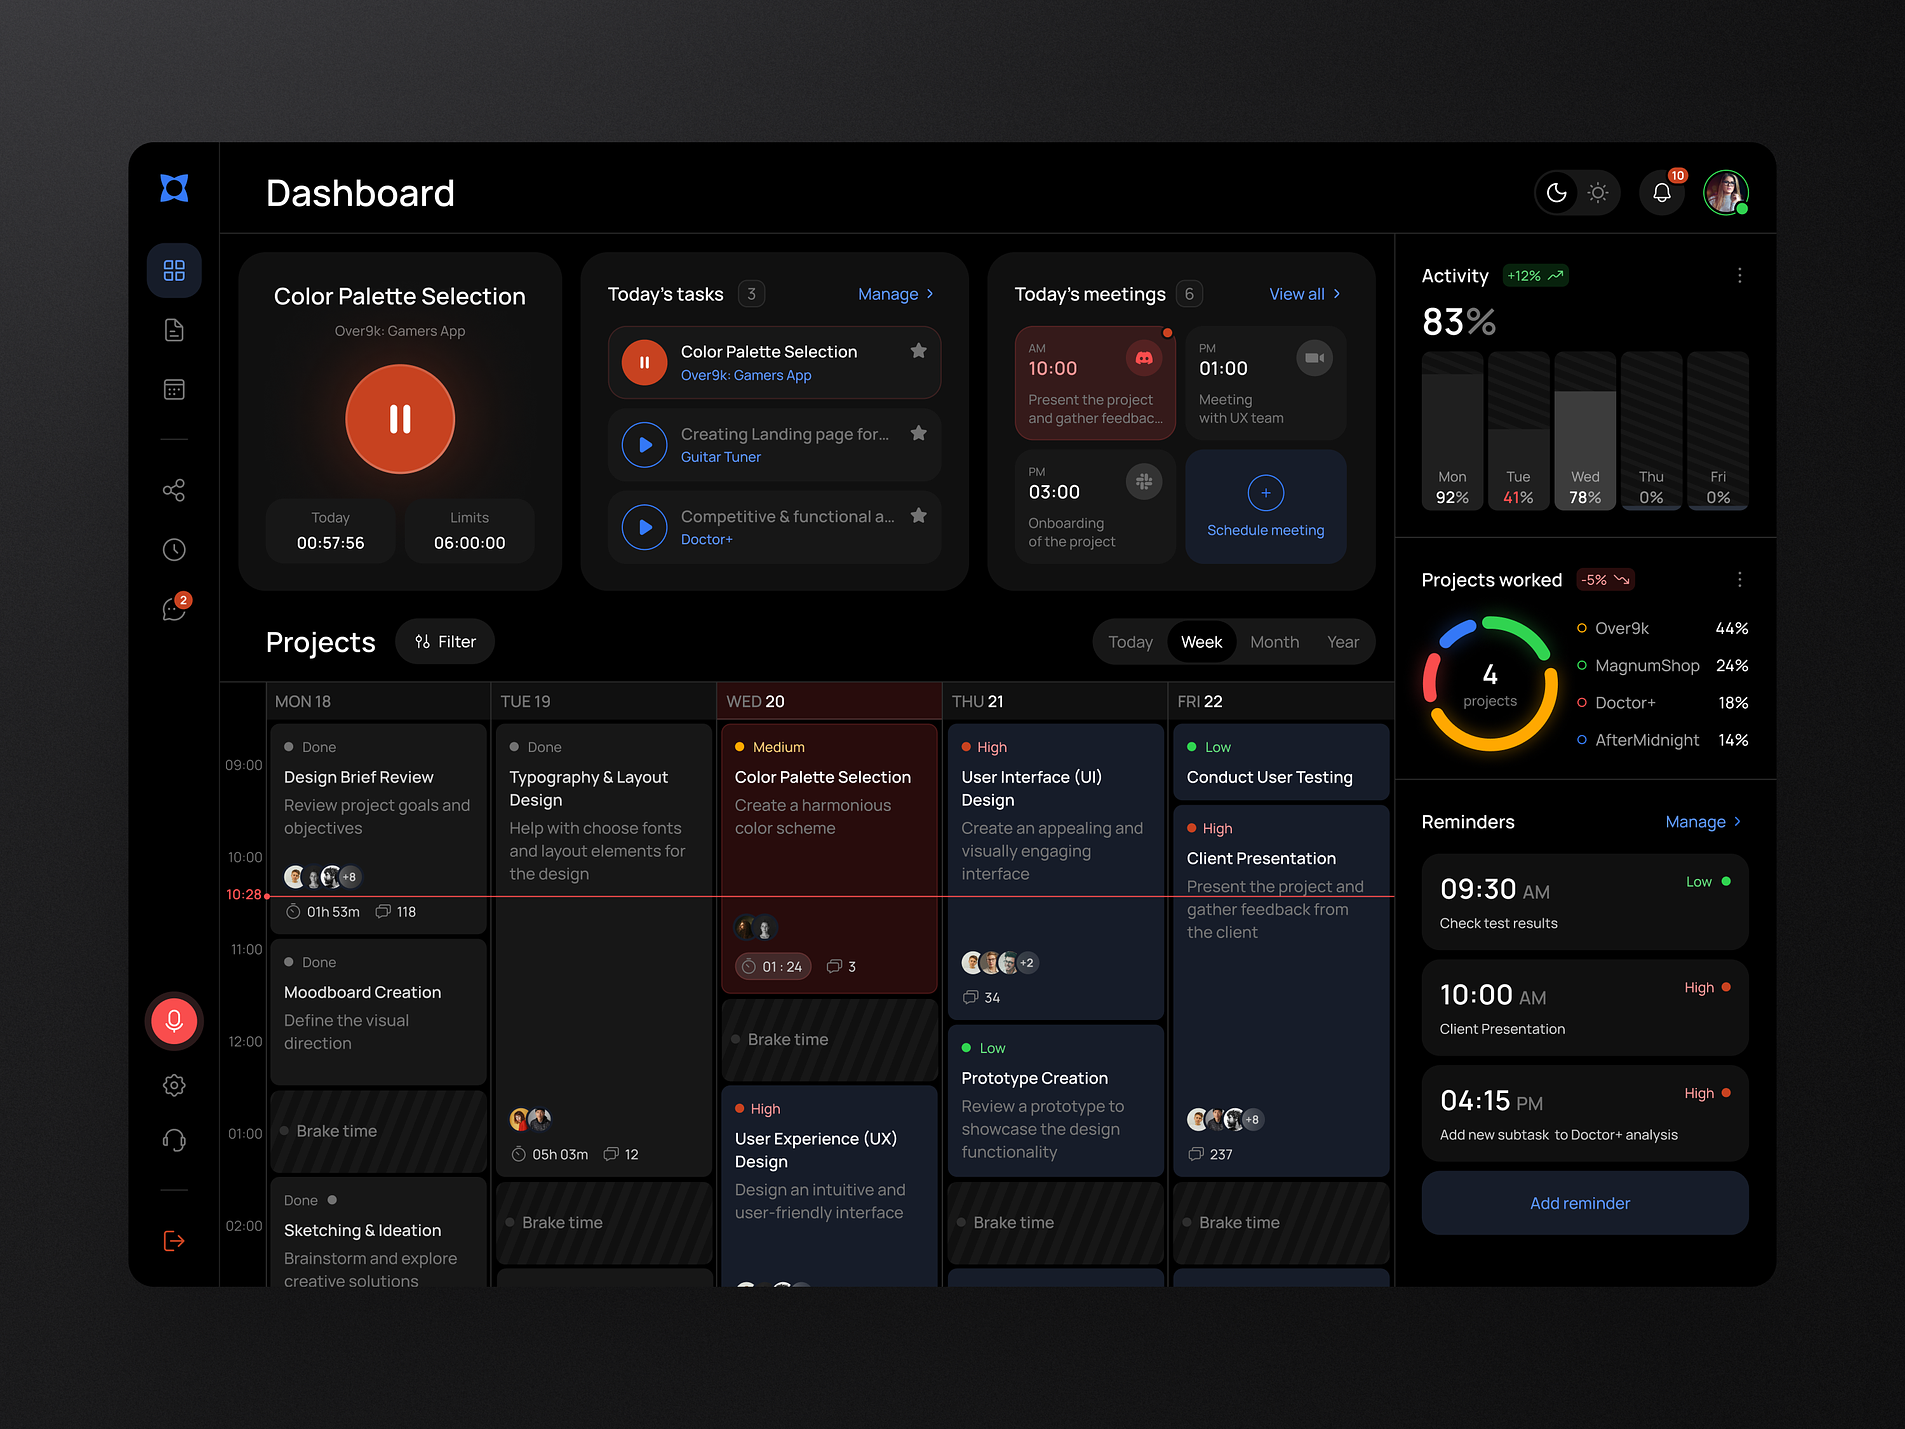 Dashboard
10
2
Color Palette Selection
Over9k: Gamers App
Today
00:57:56
Limits
06:00:00
Today's tasks
3
Manage
Color Palette Selection
Over9k: Gamers App
Creating Landing page for...
Guitar Tuner
Competitive & functional a...
Doctor+
Today's meetings
6
View all
AM
10:00
Present the project
and gather feedbac...
PM
01:00
Meeting
with UX team
PM
03:00
Onboarding
of the project
Schedule meeting
Projects
Filter
Today
Week
Month
Year
09:00
10:00
10:28
11:00
12:00
01:00
02:00
MON 18
Done
Design Brief Review
Review project goals and
objectives
+8
01h 53m
118
Done
Moodboard Creation
Define the visual
direction
Brake time
Done
Sketching & Ideation
Brainstorm and explore
creative solutions
TUE 19
Done
Typography & Layout
Design
Help with choose fonts
and layout elements for
the design
05h 03m
12
Brake time
WED 20
Medium
Color Palette Selection
Create a harmonious
color scheme
01 : 24
3
Brake time
High
User Experience (UX)
Design
Design an intuitive and
user-friendly interface
THU 21
High
User Interface (UI)
Design
Create an appealing and
visually engaging
interface
+2
34
Low
Prototype Creation
Review a prototype to
showcase the design
functionality
Brake time
FRI 22
Low
Conduct User Testing
High
Client Presentation
Present the project and
gather feedback from
the client
+8
237
Brake time
Activity
+12%
83%
Mon
92%
Tue
41%
Wed
78%
Thu
0%
Fri
0%
Projects worked
-5%
4
projects
Over9k 44%
MagnumShop 24%
Doctor+ 18%
AfterMidnight 14%
Reminders
Manage
09:30 AM
Low
Check test results
10:00 AM
High
Client Presentation
04:15 PM
High
Add new subtask to Doctor+ analysis
Add reminder